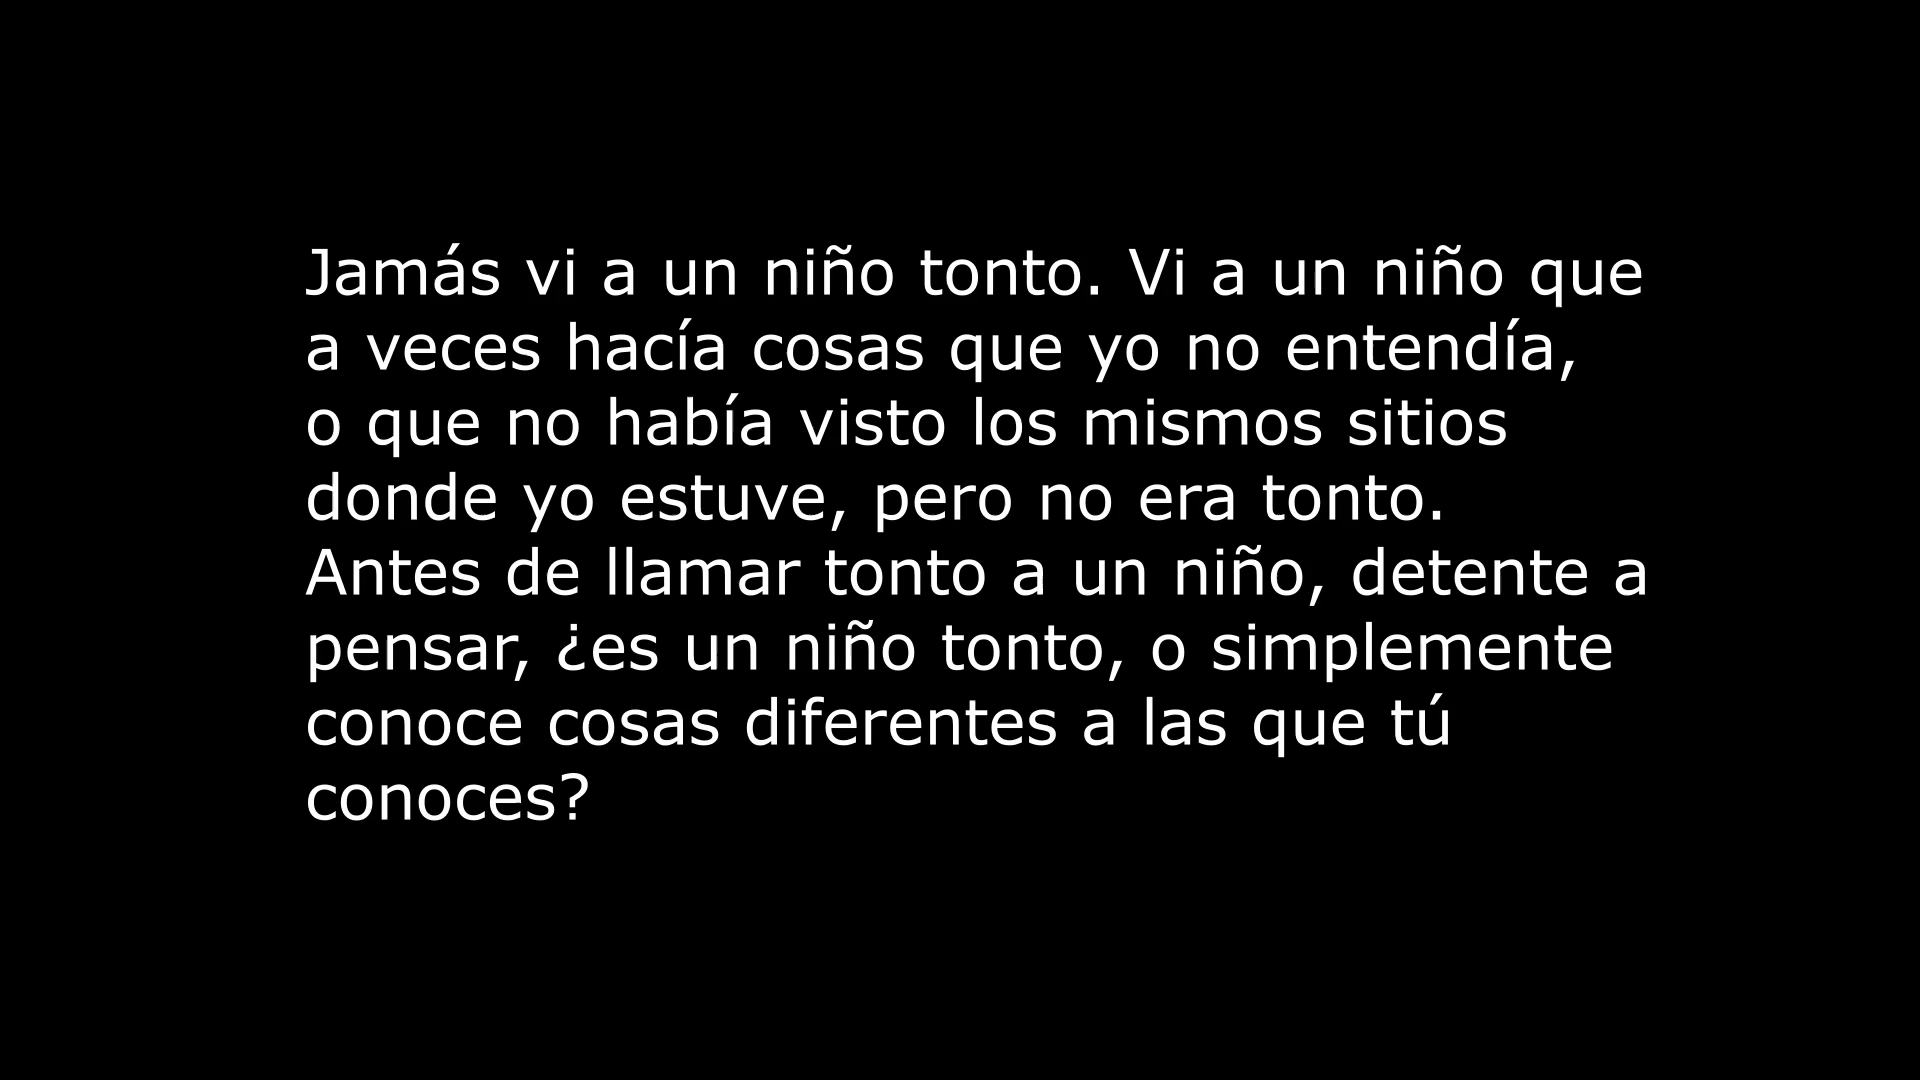 Jamás vi a un niño tonto. Vi a un niño que
a veces hacía cosas que yo no entendía,
o que no había visto los mismos sitios
donde yo estuve, pero no era tonto.
Antes de llamar tonto a un niño, detente a
pensar, ¿es un niño tonto, o simplemente
conoce cosas diferentes a las que tú
conoces?